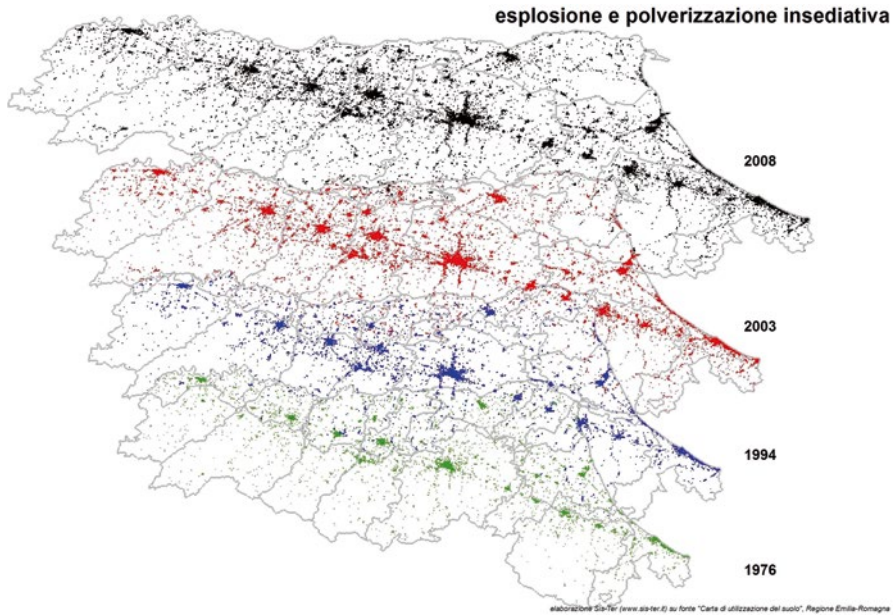 esplosione e polverizzazione insediativa
2008
2003
1994
1976
elaborazione Sis-Ter (www.sis-ter.it) su fonte "Carta di utilizzazione del suolo", Regione Emilia-Romagna